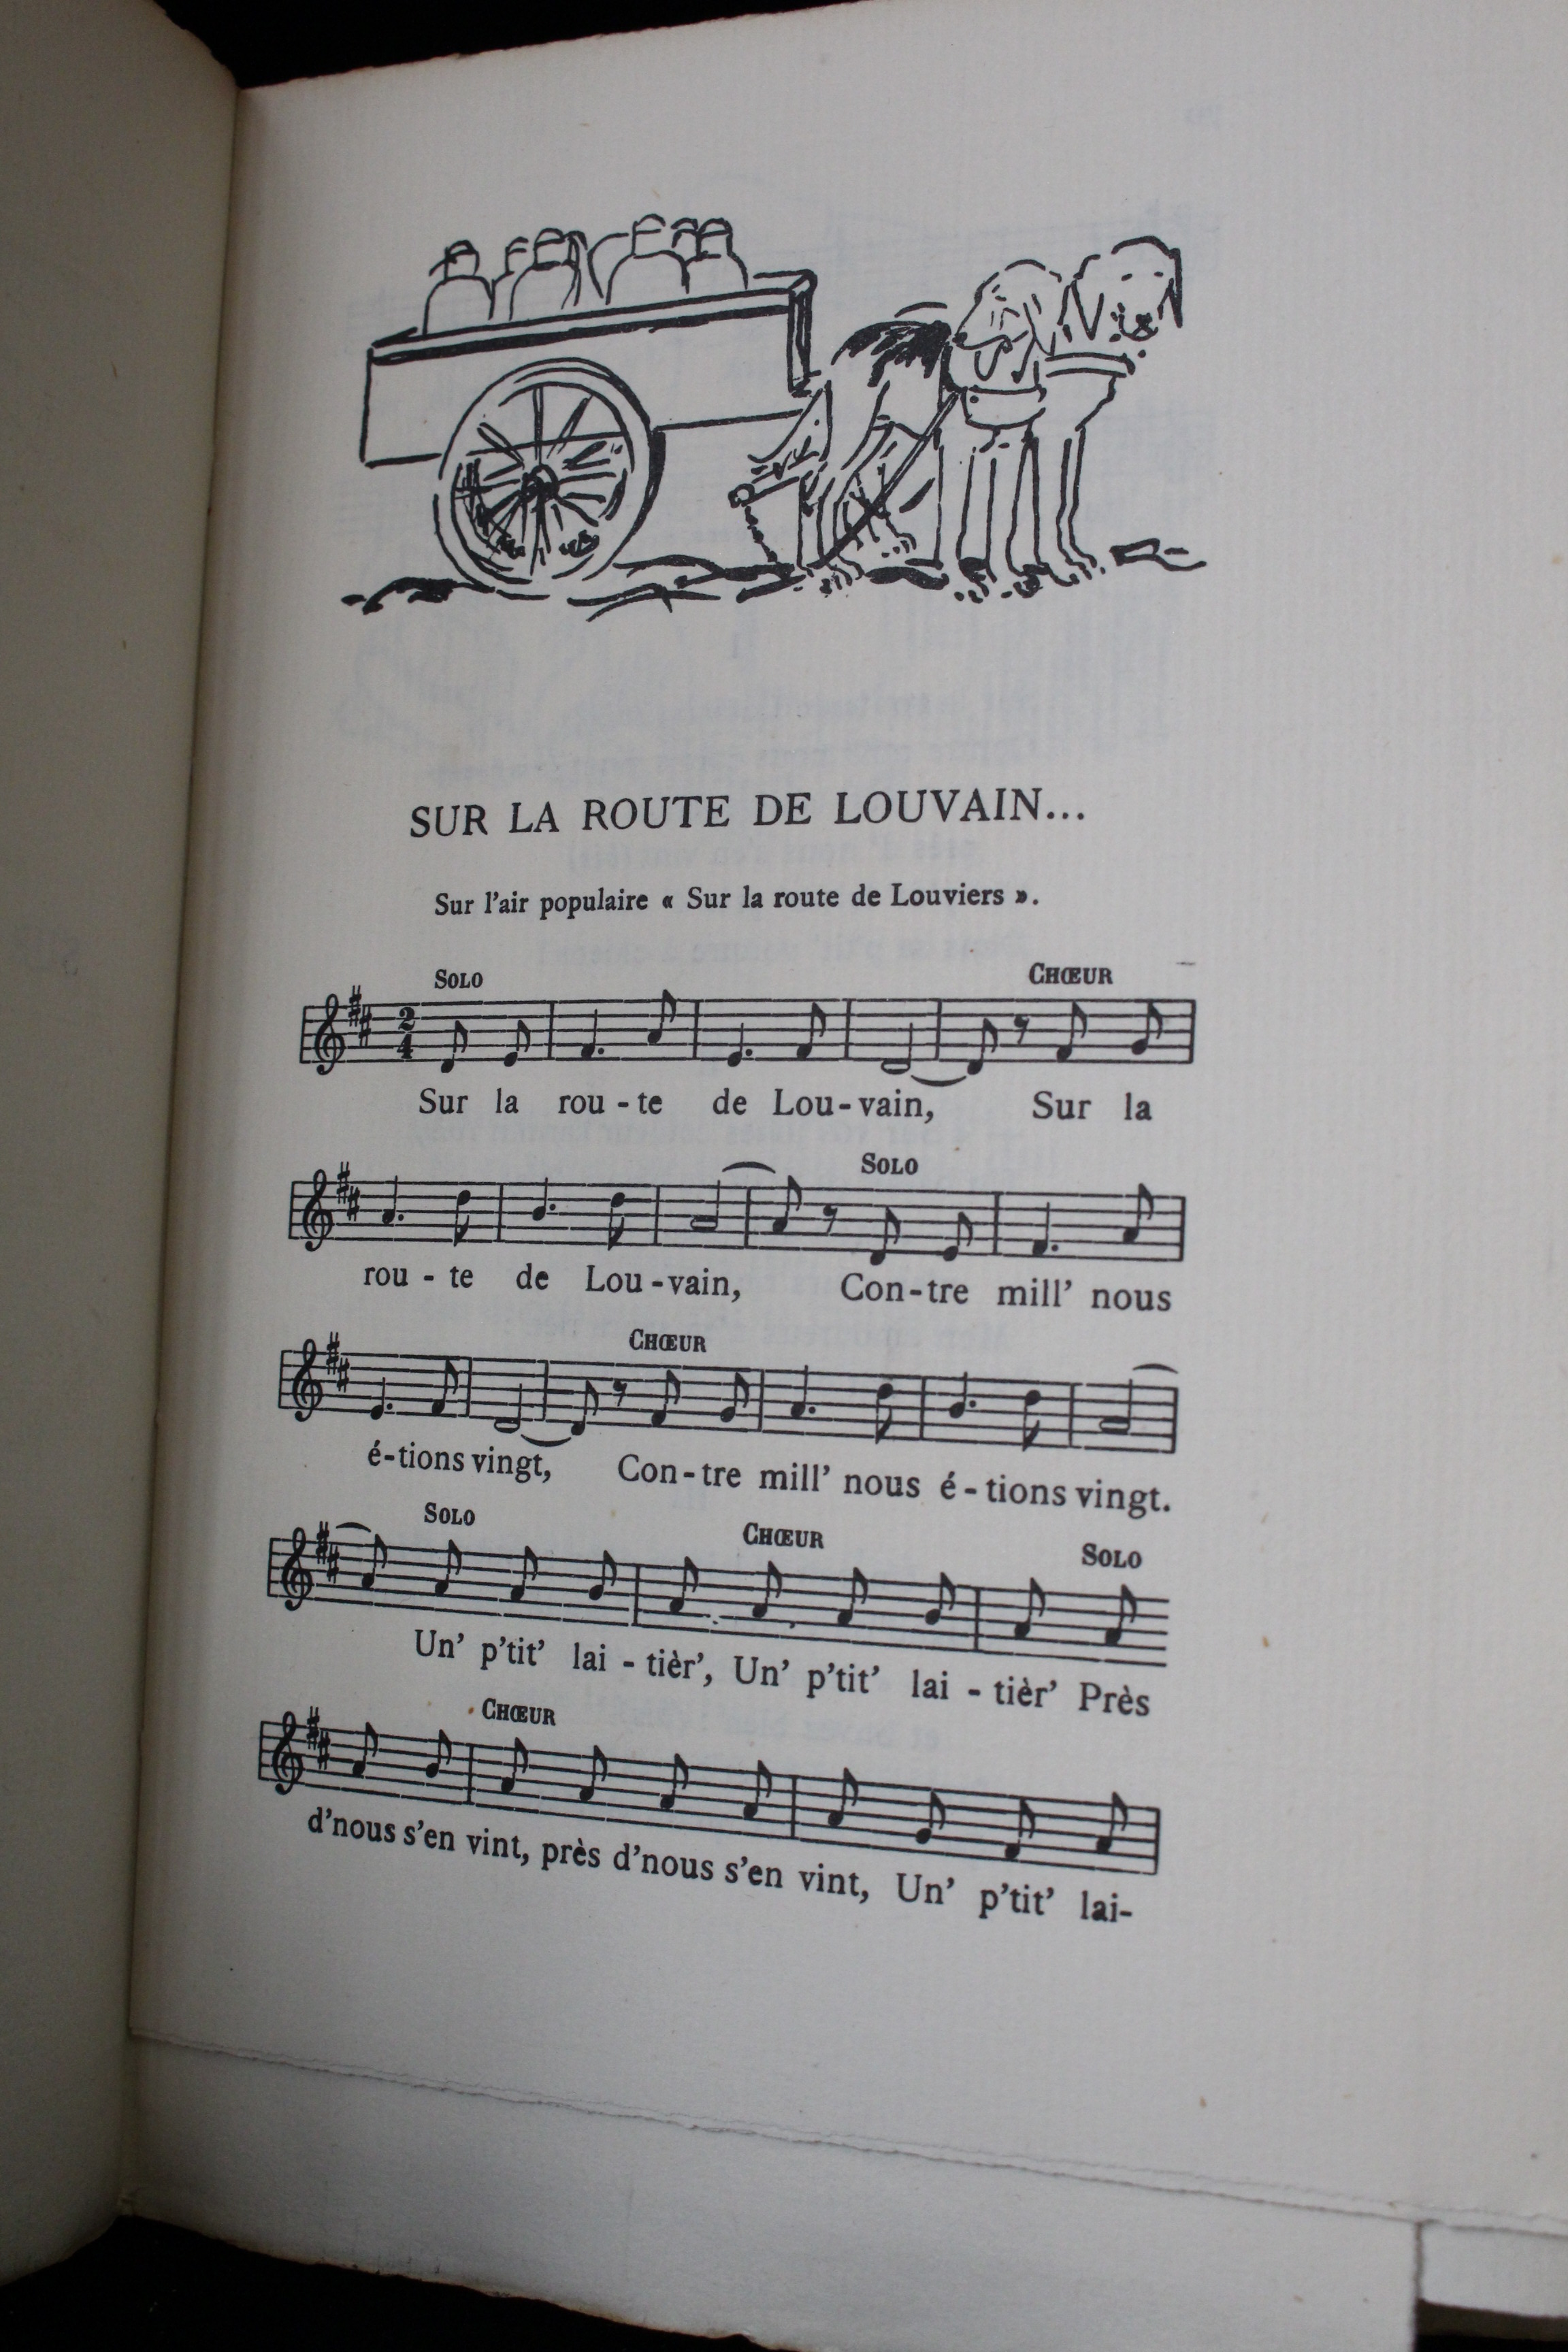 SUR LA ROUTE DE LOUVAIN...
Sur l'air populaire « Sur la route de Louviers ».
SOLO CHŒUR
2
4
Sur la rou - te de Lou - vain, Sur la
SOLO
rou - te de Lou - vain, Con - tre mill' nous
CHŒUR
é - tions vingt, Con - tre mill' nous é - tions vingt.
SOLO CHŒUR SOLO
Un' p'tit' lai - tièr', Un' p'tit' lai - tièr' Près
CHŒUR
d'nous s'en vint, près d'nous s'en vint, Un' p'tit' lai-